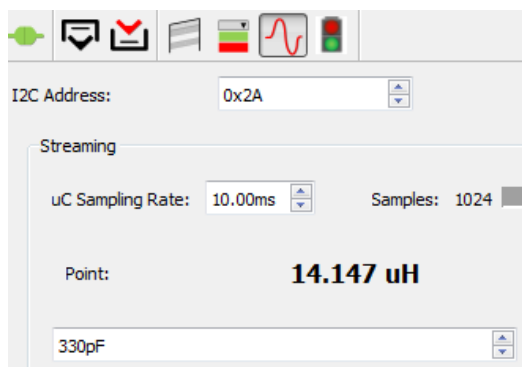 I2C Address: 0x2A
Streaming
uC Sampling Rate: 10.00ms Samples: 1024
Point: 14.147 uH
330pF